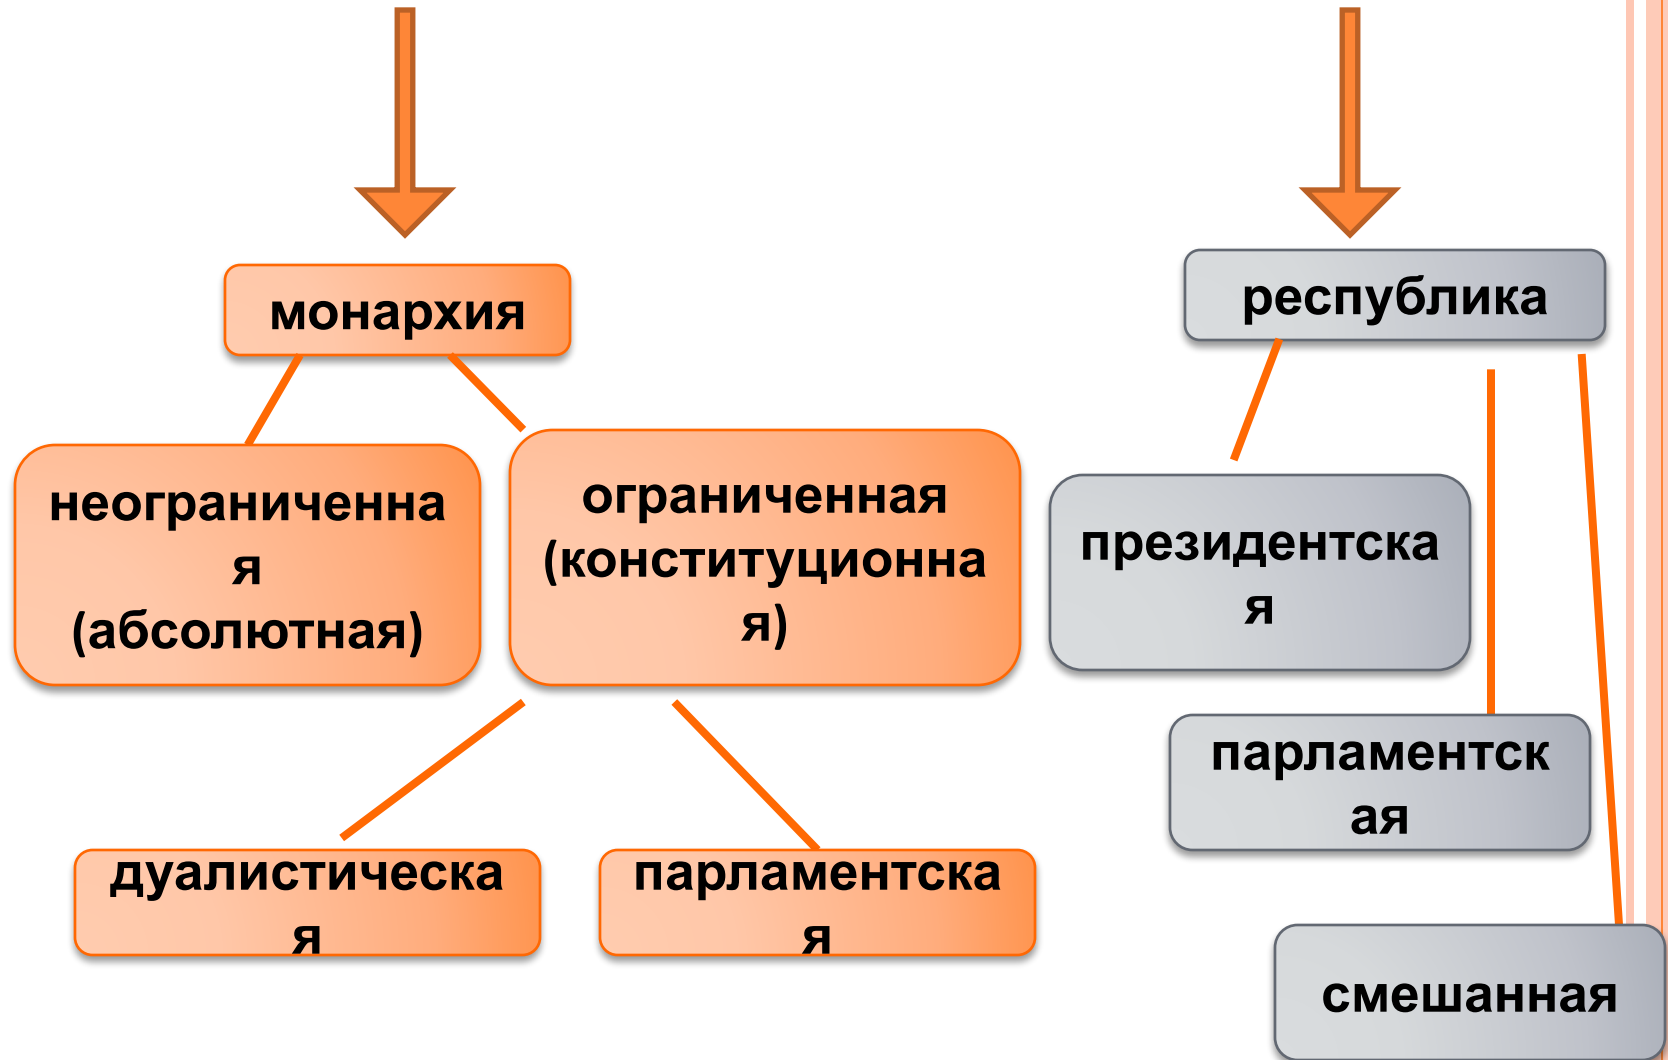 монархия
республика
неограниченна
я
(абсолютная)
ограниченная
(конституционна
я)
президентска
я
парламентск
ая
дуалистическа
я
парламентска
я
смешанная